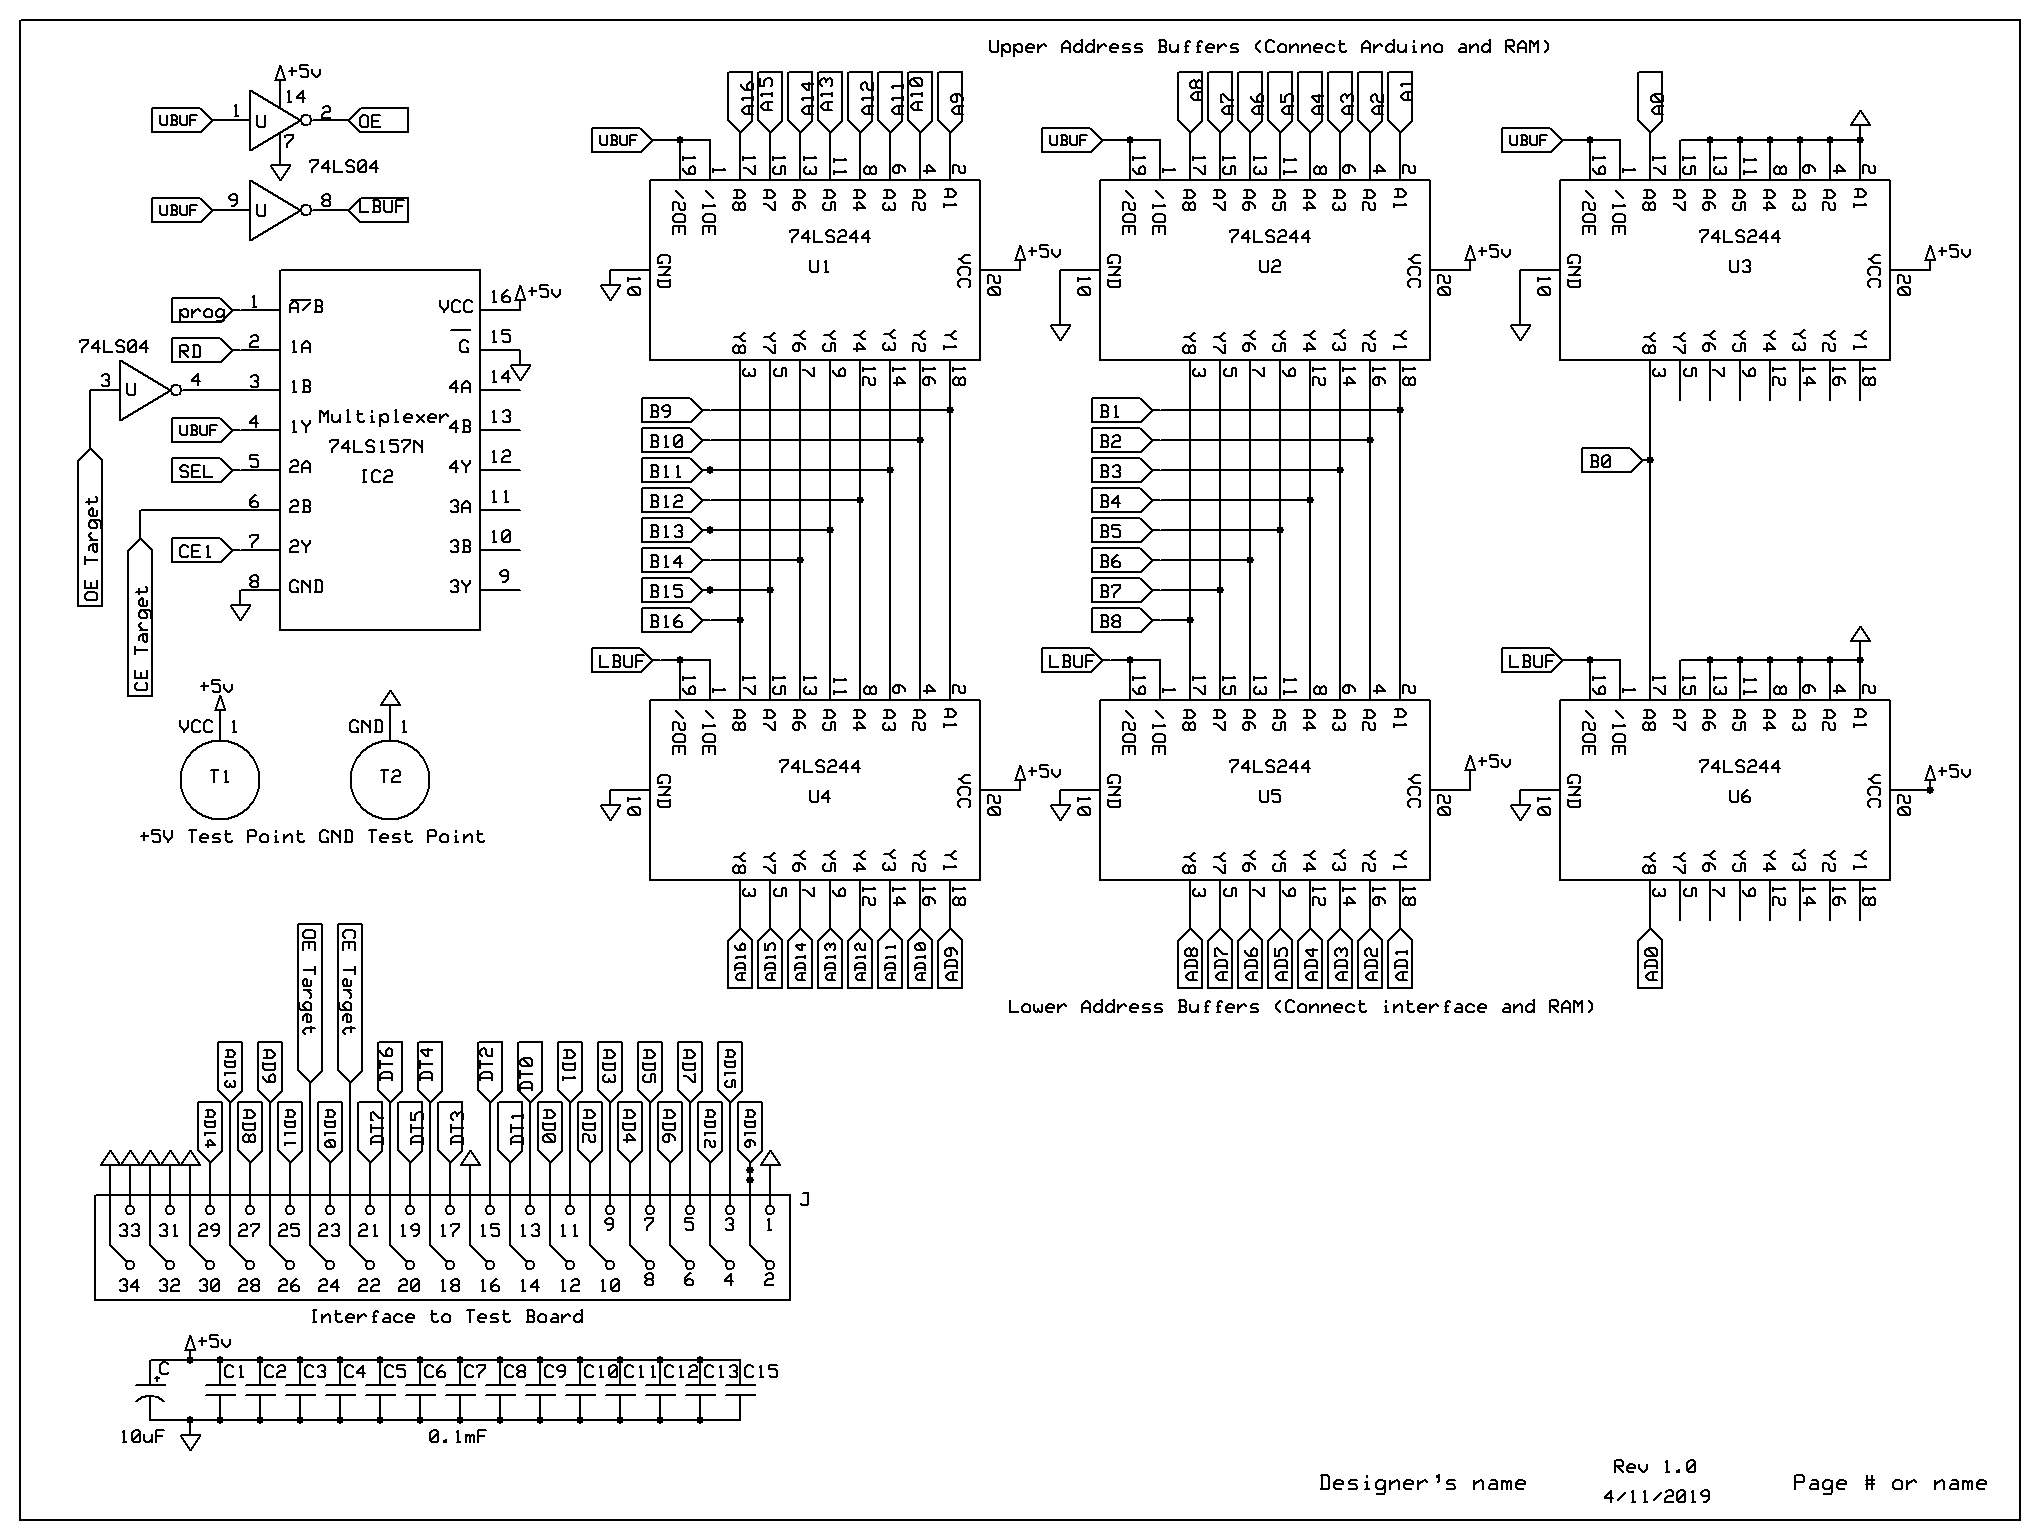 Upper Address Buffers (Connect Arduino and RAM)
+5v
14
UBUF 1 U 2 OE
7
74LS04
UBUF 9 U 8 LBUF
prog 1 A/B VCC 16 +5v
RD 2 1A G 15
74LS04
3 U 4 3 1B 4A 14
UBUF 4 1Y 4B 13
Multiplexer
74LS157N
IC2
SEL 5 2A 4Y 12
6 2B 3A 11
CE1 7 2Y 3B 10
8 GND 3Y 9
OE Target
CE Target
+5v
VCC 1
T1
+5V Test Point
GND 1
T2
GND Test Point
A16 A15 A14 A13 A12 A11 A10 A9
UBUF
19 1 17 15 13 11 8 6 4 2
/2OE /1OE A8 A7 A6 A5 A4 A3 A2 A1
74LS244
U1
GND 10 VCC 20 +5v
Y8 Y7 Y6 Y5 Y4 Y3 Y2 Y1
3 5 7 9 12 14 16 18
B9
B10
B11
B12
B13
B14
B15
B16
A8 A7 A6 A5 A4 A3 A2 A1
UBUF
19 1 17 15 13 11 8 6 4 2
/2OE /1OE A8 A7 A6 A5 A4 A3 A2 A1
74LS244
U2
GND 10 VCC 20 +5v
Y8 Y7 Y6 Y5 Y4 Y3 Y2 Y1
3 5 7 9 12 14 16 18
B1
B2
B3
B4
B5
B6
B7
B8
A0
UBUF
19 1 17 15 13 11 8 6 4 2
/2OE /1OE A8 A7 A6 A5 A4 A3 A2 A1
74LS244
U3
GND 10 VCC 20 +5v
Y8 Y7 Y6 Y5 Y4 Y3 Y2 Y1
3 5 7 9 12 14 16 18
B0
LBUF
19 1 17 15 13 11 8 6 4 2
/2OE /1OE A8 A7 A6 A5 A4 A3 A2 A1
74LS244
U4
GND 10 VCC 20 +5v
Y8 Y7 Y6 Y5 Y4 Y3 Y2 Y1
3 5 7 9 12 14 16 18
AD16 AD15 AD14 AD13 AD12 AD11 AD10 AD9
LBUF
19 1 17 15 13 11 8 6 4 2
/2OE /1OE A8 A7 A6 A5 A4 A3 A2 A1
74LS244
U5
GND 10 VCC 20 +5v
Y8 Y7 Y6 Y5 Y4 Y3 Y2 Y1
3 5 7 9 12 14 16 18
AD8 AD7 AD6 AD5 AD4 AD3 AD2 AD1
LBUF
19 1 17 15 13 11 8 6 4 2
/2OE /1OE A8 A7 A6 A5 A4 A3 A2 A1
74LS244
U6
GND 10 VCC 20 +5v
Y8 Y7 Y6 Y5 Y4 Y3 Y2 Y1
3 5 7 9 12 14 16 18
AD0
Lower Address Buffers (Connect interface and RAM)
OE Target CE Target
AD13 AD9 DT6 DT4 DT2 DT0 AD1 AD3 AD5 AD7 AD15
AD14 AD8 AD11 AD10 DT7 DT5 DT3 DT1 AD0 AD2 AD4 AD6 AD12 AD16
J
33 31 29 27 25 23 21 19 17 15 13 11 9 7 5 3 1
34 32 30 28 26 24 22 20 18 16 14 12 10 8 6 4 2
Interface to Test Board
+5v
C + C1 C2 C3 C4 C5 C6 C7 C8 C9 C10 C11 C12 C13 C15
10uF 0.1mF
Designer's name
Rev 1.0
4/11/2019
Page # or name